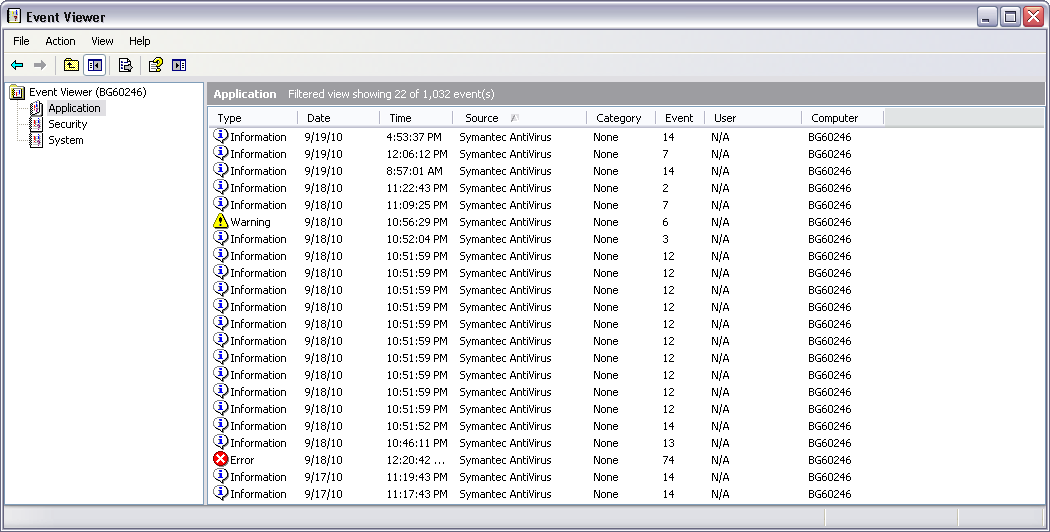 Event Viewer
File Action View Help
Event Viewer (BG60246)
Application
Security
System
Application Filtered view showing 22 of 1,032 event(s)
Type Date Time Source Category Event User Computer
Information 9/19/10 4:53:37 PM Symantec AntiVirus None 14 N/A BG60246
Information 9/19/10 12:06:12 PM Symantec AntiVirus None 7 N/A BG60246
Information 9/19/10 8:57:01 AM Symantec AntiVirus None 14 N/A BG60246
Information 9/18/10 11:22:43 PM Symantec AntiVirus None 2 N/A BG60246
Information 9/18/10 11:09:25 PM Symantec AntiVirus None 7 N/A BG60246
Warning 9/18/10 10:56:29 PM Symantec AntiVirus None 6 N/A BG60246
Information 9/18/10 10:52:04 PM Symantec AntiVirus None 3 N/A BG60246
Information 9/18/10 10:51:59 PM Symantec AntiVirus None 12 N/A BG60246
Information 9/18/10 10:51:59 PM Symantec AntiVirus None 12 N/A BG60246
Information 9/18/10 10:51:59 PM Symantec AntiVirus None 12 N/A BG60246
Information 9/18/10 10:51:59 PM Symantec AntiVirus None 12 N/A BG60246
Information 9/18/10 10:51:59 PM Symantec AntiVirus None 12 N/A BG60246
Information 9/18/10 10:51:59 PM Symantec AntiVirus None 12 N/A BG60246
Information 9/18/10 10:51:59 PM Symantec AntiVirus None 12 N/A BG60246
Information 9/18/10 10:51:59 PM Symantec AntiVirus None 12 N/A BG60246
Information 9/18/10 10:51:59 PM Symantec AntiVirus None 12 N/A BG60246
Information 9/18/10 10:51:59 PM Symantec AntiVirus None 12 N/A BG60246
Information 9/18/10 10:51:52 PM Symantec AntiVirus None 14 N/A BG60246
Information 9/18/10 10:46:11 PM Symantec AntiVirus None 13 N/A BG60246
Error 9/18/10 12:20:42 ... Symantec AntiVirus None 74 N/A BG60246
Information 9/17/10 11:19:43 PM Symantec AntiVirus None 14 N/A BG60246
Information 9/17/10 11:17:43 PM Symantec AntiVirus None 14 N/A BG60246